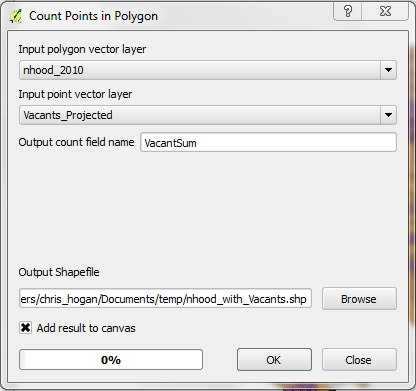 Count Points in Polygon
Input polygon vector layer
nhood_2010
Input point vector layer
Vacants_Projected
Output count field name VacantSum
Output Shapefile
ers/chris_hogan/Documents/temp/nhood_with_Vacants.shp Browse
Add result to canvas
0% OK Close